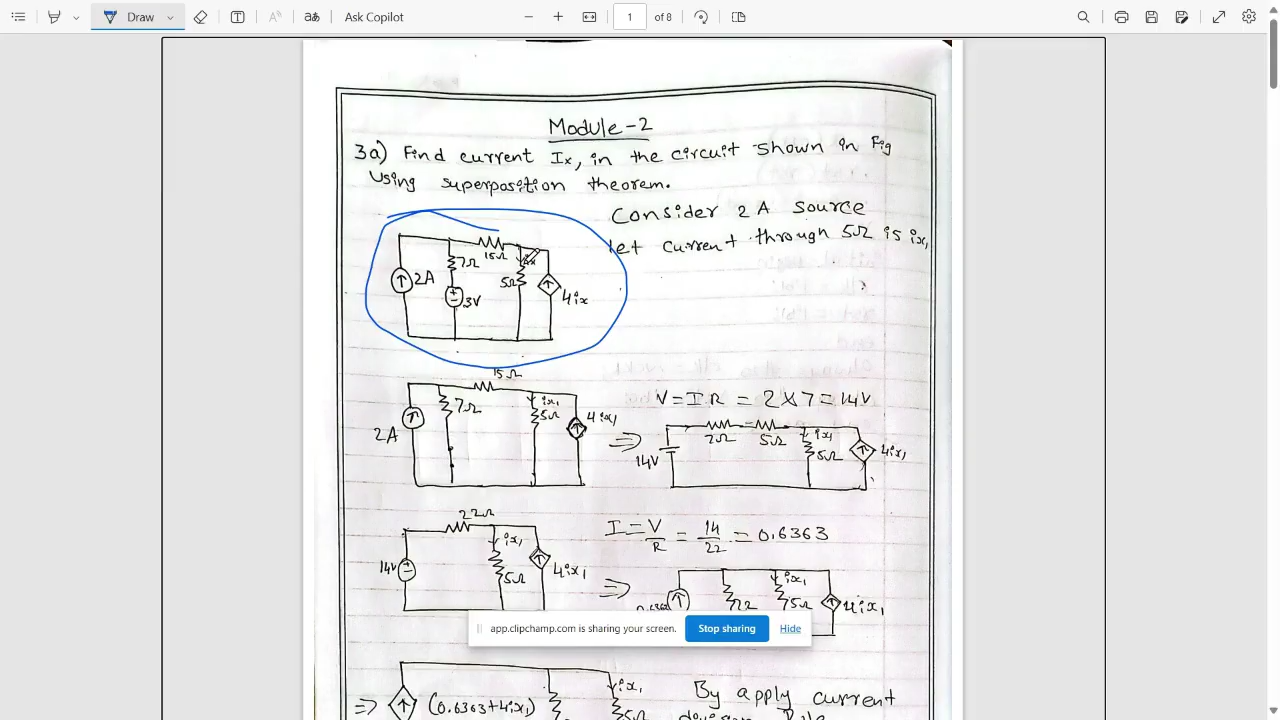 Draw
Ask Copilot
1
of 8
Module-2
3a) Find current Ix, in the circuit shown in Fig
Using superposition theorem.
Consider 2A source
let current through 5Ω is ix1
2A
7Ω
3V
15Ω
ix
5Ω
4ix
15Ω
2A
7Ω
ix1
5Ω
4ix1
V = IR = 2×7 = 14V
⇒
14V
7Ω
5Ω
ix1
5Ω
4ix1
22Ω
14V
ix1
5Ω
4ix1
I = V/R = 14/22 = 0.6363
⇒
ix1
5Ω
4ix1
app.clipchamp.com is sharing your screen.
Stop sharing
Hide
⇒
(0.6363+4ix1)
ix1
By apply current